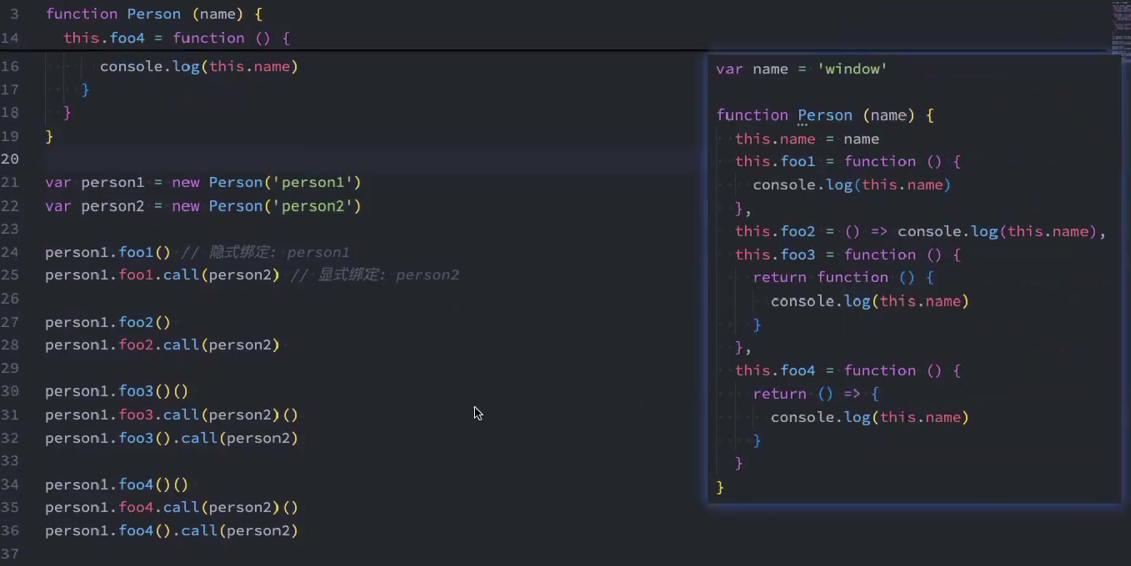 3 function Person (name) {
14 this.foo4 = function () {
16 console.log(this.name)
17 }
18 }
19 }
20
21 var person1 = new Person('person1')
22 var person2 = new Person('person2')
23
24 person1.foo1() // 隐式绑定: person1
25 person1.foo1.call(person2) // 显式绑定: person2
26
27 person1.foo2()
28 person1.foo2.call(person2)
29
30 person1.foo3()()
31 person1.foo3.call(person2)()
32 person1.foo3().call(person2)
33
34 person1.foo4()()
35 person1.foo4.call(person2)()
36 person1.foo4().call(person2)
37
var name = 'window'
function Person (name) {
this.name = name
this.foo1 = function () {
console.log(this.name)
},
this.foo2 = () => console.log(this.name),
this.foo3 = function () {
return function () {
console.log(this.name)
}
},
this.foo4 = function () {
return () => {
console.log(this.name)
}
}
}